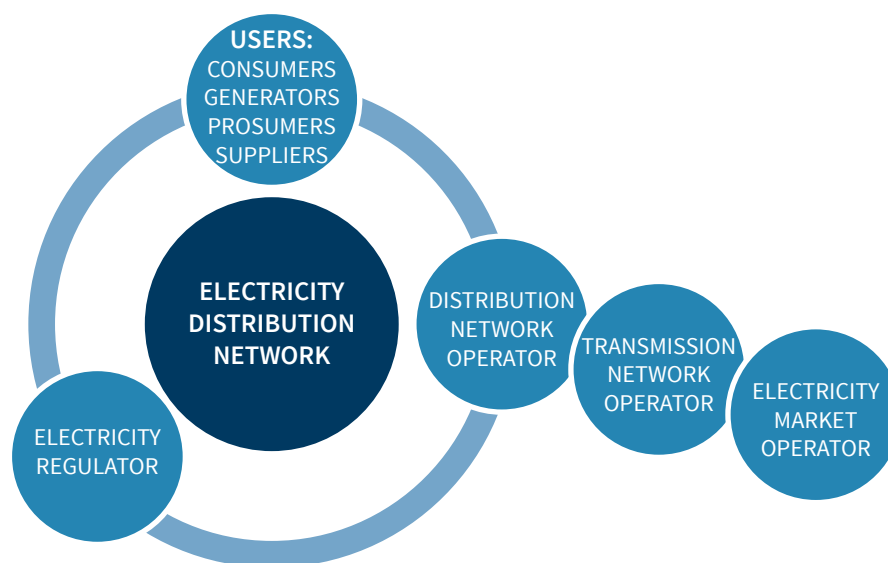 USERS:
CONSUMERS
GENERATORS
PROSUMERS
SUPPLIERS
ELECTRICITY
DISTRIBUTION
NETWORK
DISTRIBUTION
NETWORK
OPERATOR
TRANSMISSION
NETWORK
OPERATOR
ELECTRICITY
MARKET
OPERATOR
ELECTRICITY
REGULATOR